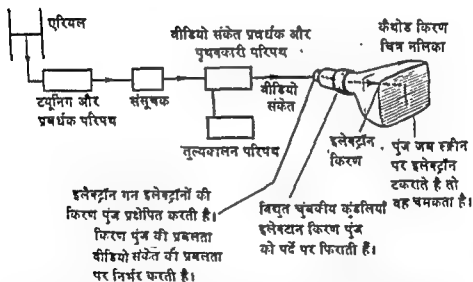 एरियल
ट्यूनिंग और
प्रवर्धक परिपथ
संसूचक
वीडियो संकेत प्रवर्धक और
पृथक्कारी परिपथ
वीडियो
संकेत
तुल्यकालन परिपथ
कैथोड किरण
चित्र नलिका
इलेक्ट्रॉन
किरण
पुंज जब स्क्रीन
पर इलेक्ट्रॉन
टकराते है तो
वह चमकता है।
इलेक्ट्रॉन गन इलेक्ट्रॉनों की
किरण पुंज प्रक्षेपित करती है।
किरण पुंज की प्रबलता
वीडियो संकेत की प्रबलता
पर निर्भर करती है।
विद्युत चुंबकीय कुंडलियाँ
इलेक्टान किरण पुंज
को पर्दे पर फिराती हैं।